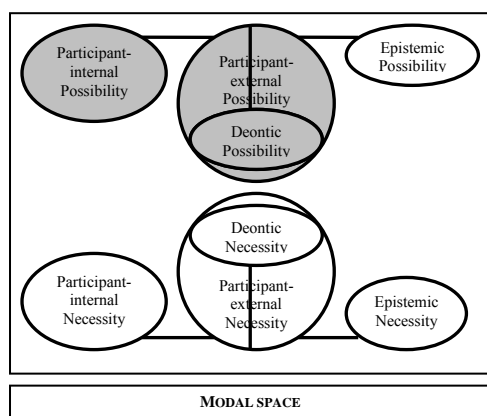 Participant-
internal
Possibility
Participant-
external
Possibility
Epistemic
Possibility
Deontic
Possibility
Deontic
Necessity
Participant-
internal
Necessity
Participant-
external
Necessity
Epistemic
Necessity
MODAL SPACE